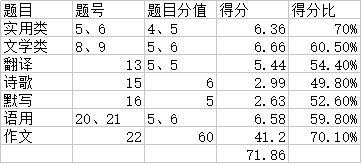 题目 题号 题目分值 得分 得分比
实用类 5、6 4、5 6.36 70%
文学类 8、9 5、6 6.66 60.50%
翻译 13 5、5 5.44 54.40%
诗歌 15 6 2.99 49.80%
默写 16 5 2.63 52.60%
语用 20、21 5、6 6.58 59.80%
作文 22 60 41.2 70.10%
71.86